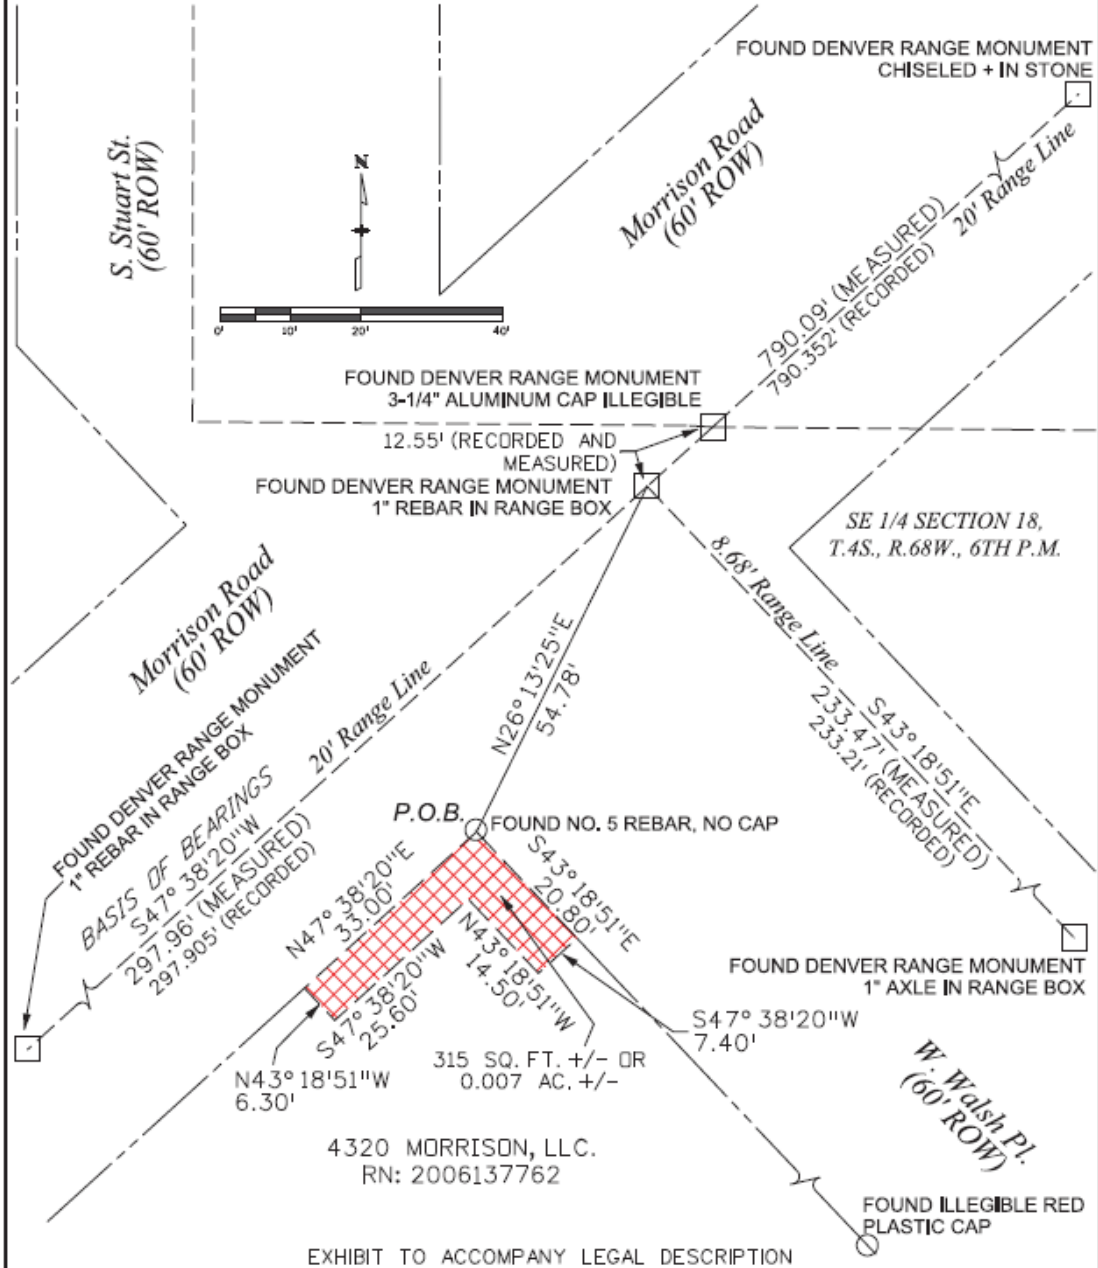 FOUND DENVER RANGE MONUMENT
CHISELED + IN STONE
S. Stuart St.
(60' ROW)
N
Morrison Road
(60' ROW)
20' Range Line
790.09' (MEASURED)
790.352' (RECORDED)
0'
10'
20'
40'
FOUND DENVER RANGE MONUMENT
3-1/4" ALUMINUM CAP ILLEGIBLE
12.55' (RECORDED AND
MEASURED)
FOUND DENVER RANGE MONUMENT
1" REBAR IN RANGE BOX
SE 1/4 SECTION 18,
T.4S., R.68W., 6TH P.M.
8.68' Range Line
S43°18'51"E
233.47' (MEASURED)
233.21' (RECORDED)
Morrison Road
(60' ROW)
N26°13'25"E
54.78'
20' Range Line
FOUND DENVER RANGE MONUMENT
1" REBAR IN RANGE BOX
BASIS OF BEARINGS
S47°38'20"W
297.96' (MEASURED)
297.905' (RECORDED)
P.O.B.
FOUND NO. 5 REBAR, NO CAP
N47°38'20"E
33.00'
S43°18'51"E
20.80'
N43°18'51"W
14.50'
S47°38'20"W
25.60'
FOUND DENVER RANGE MONUMENT
1" AXLE IN RANGE BOX
S47°38'20"W
7.40'
N43°18'51"W
6.30'
315 SQ. FT. +/- OR
0.007 AC. +/-
W. Walsh Pl.
(60' ROW)
4320 MORRISON, LLC.
RN: 2006137762
FOUND ILLEGIBLE RED
PLASTIC CAP
EXHIBIT TO ACCOMPANY LEGAL DESCRIPTION